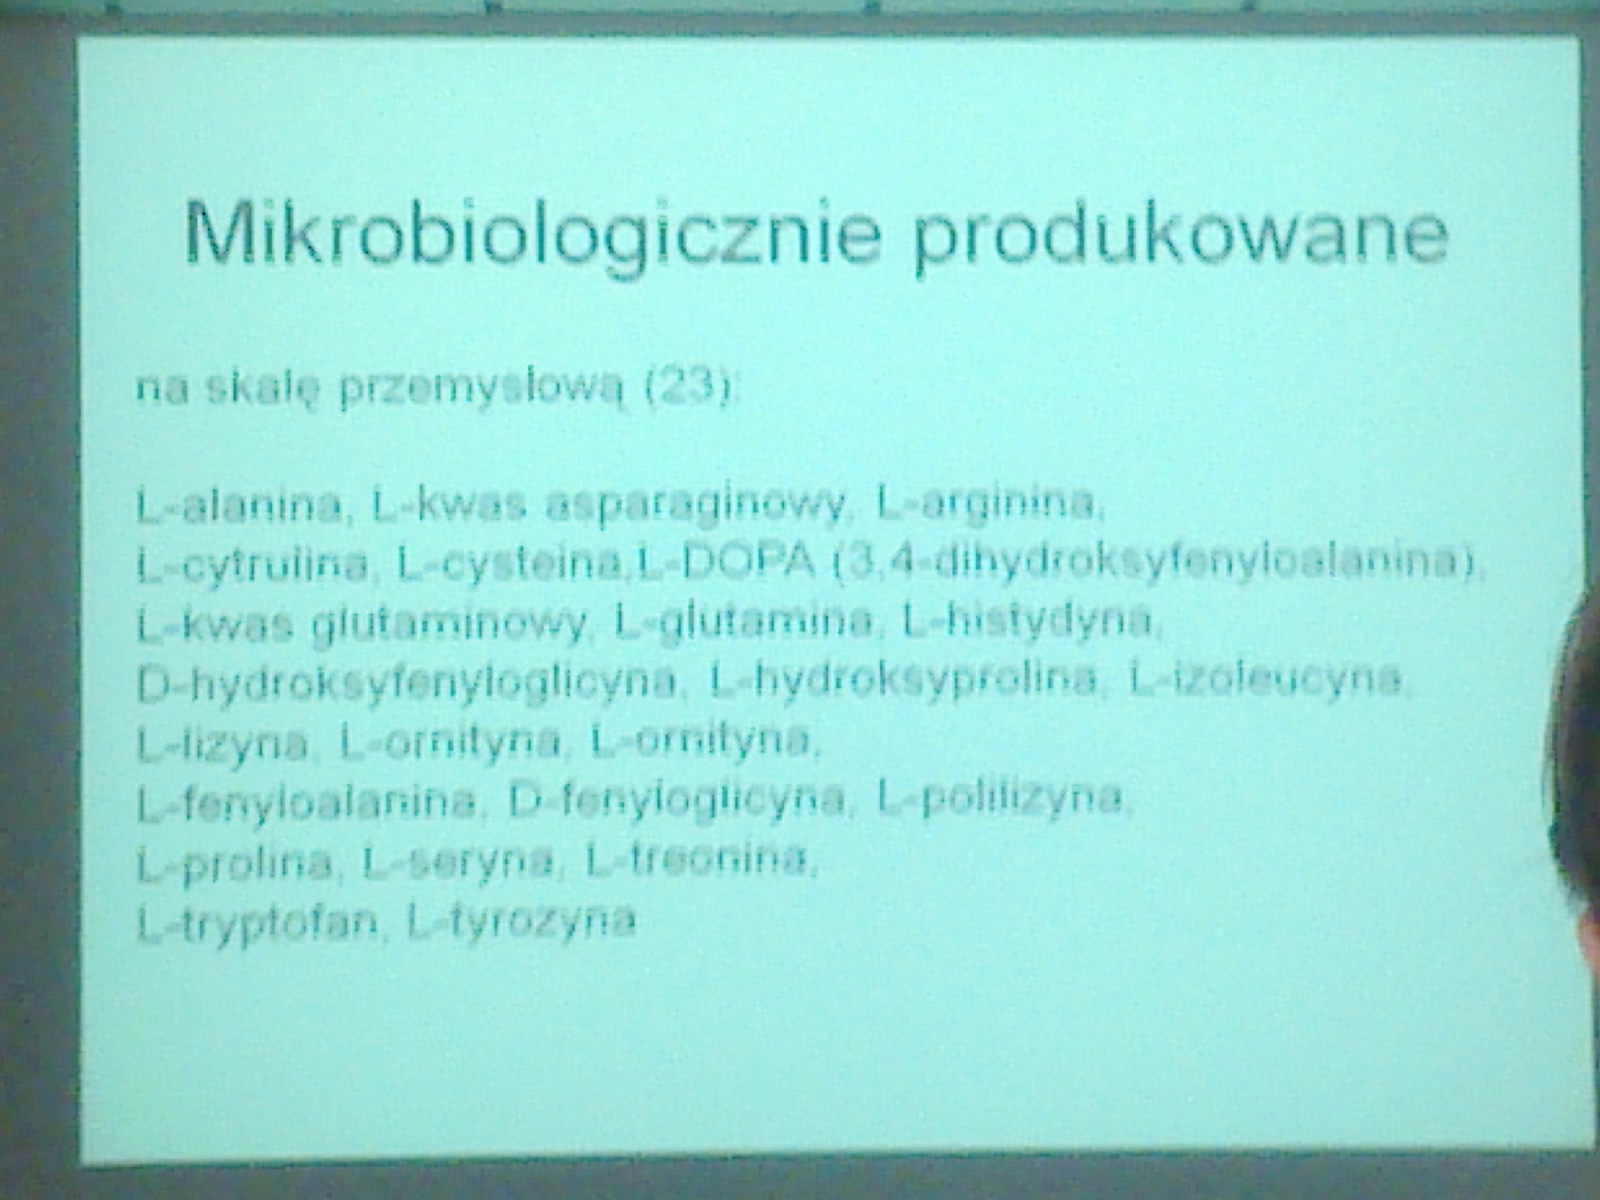 Mikrobiologicznie produkowane
na skalę przemysłową (23):
L-alanina, L-kwas asparaginowy, L-arginina,
L-cytrulina, L-cysteina,L-DOPA (3,4-dihydroksyfenyloalanina),
L-kwas glutaminowy, L-glutamina, L-histydyna,
D-hydroksyfenyloglicyna, L-hydroksyprolina, L-izoleucyna,
L-lizyna, L-ornityna, L-ornityna,
L-fenyloalanina, D-fenyloglicyna, L-polilizyna,
L-prolina, L-seryna, L-treonina,
L-tryptofan, L-tyrozyna